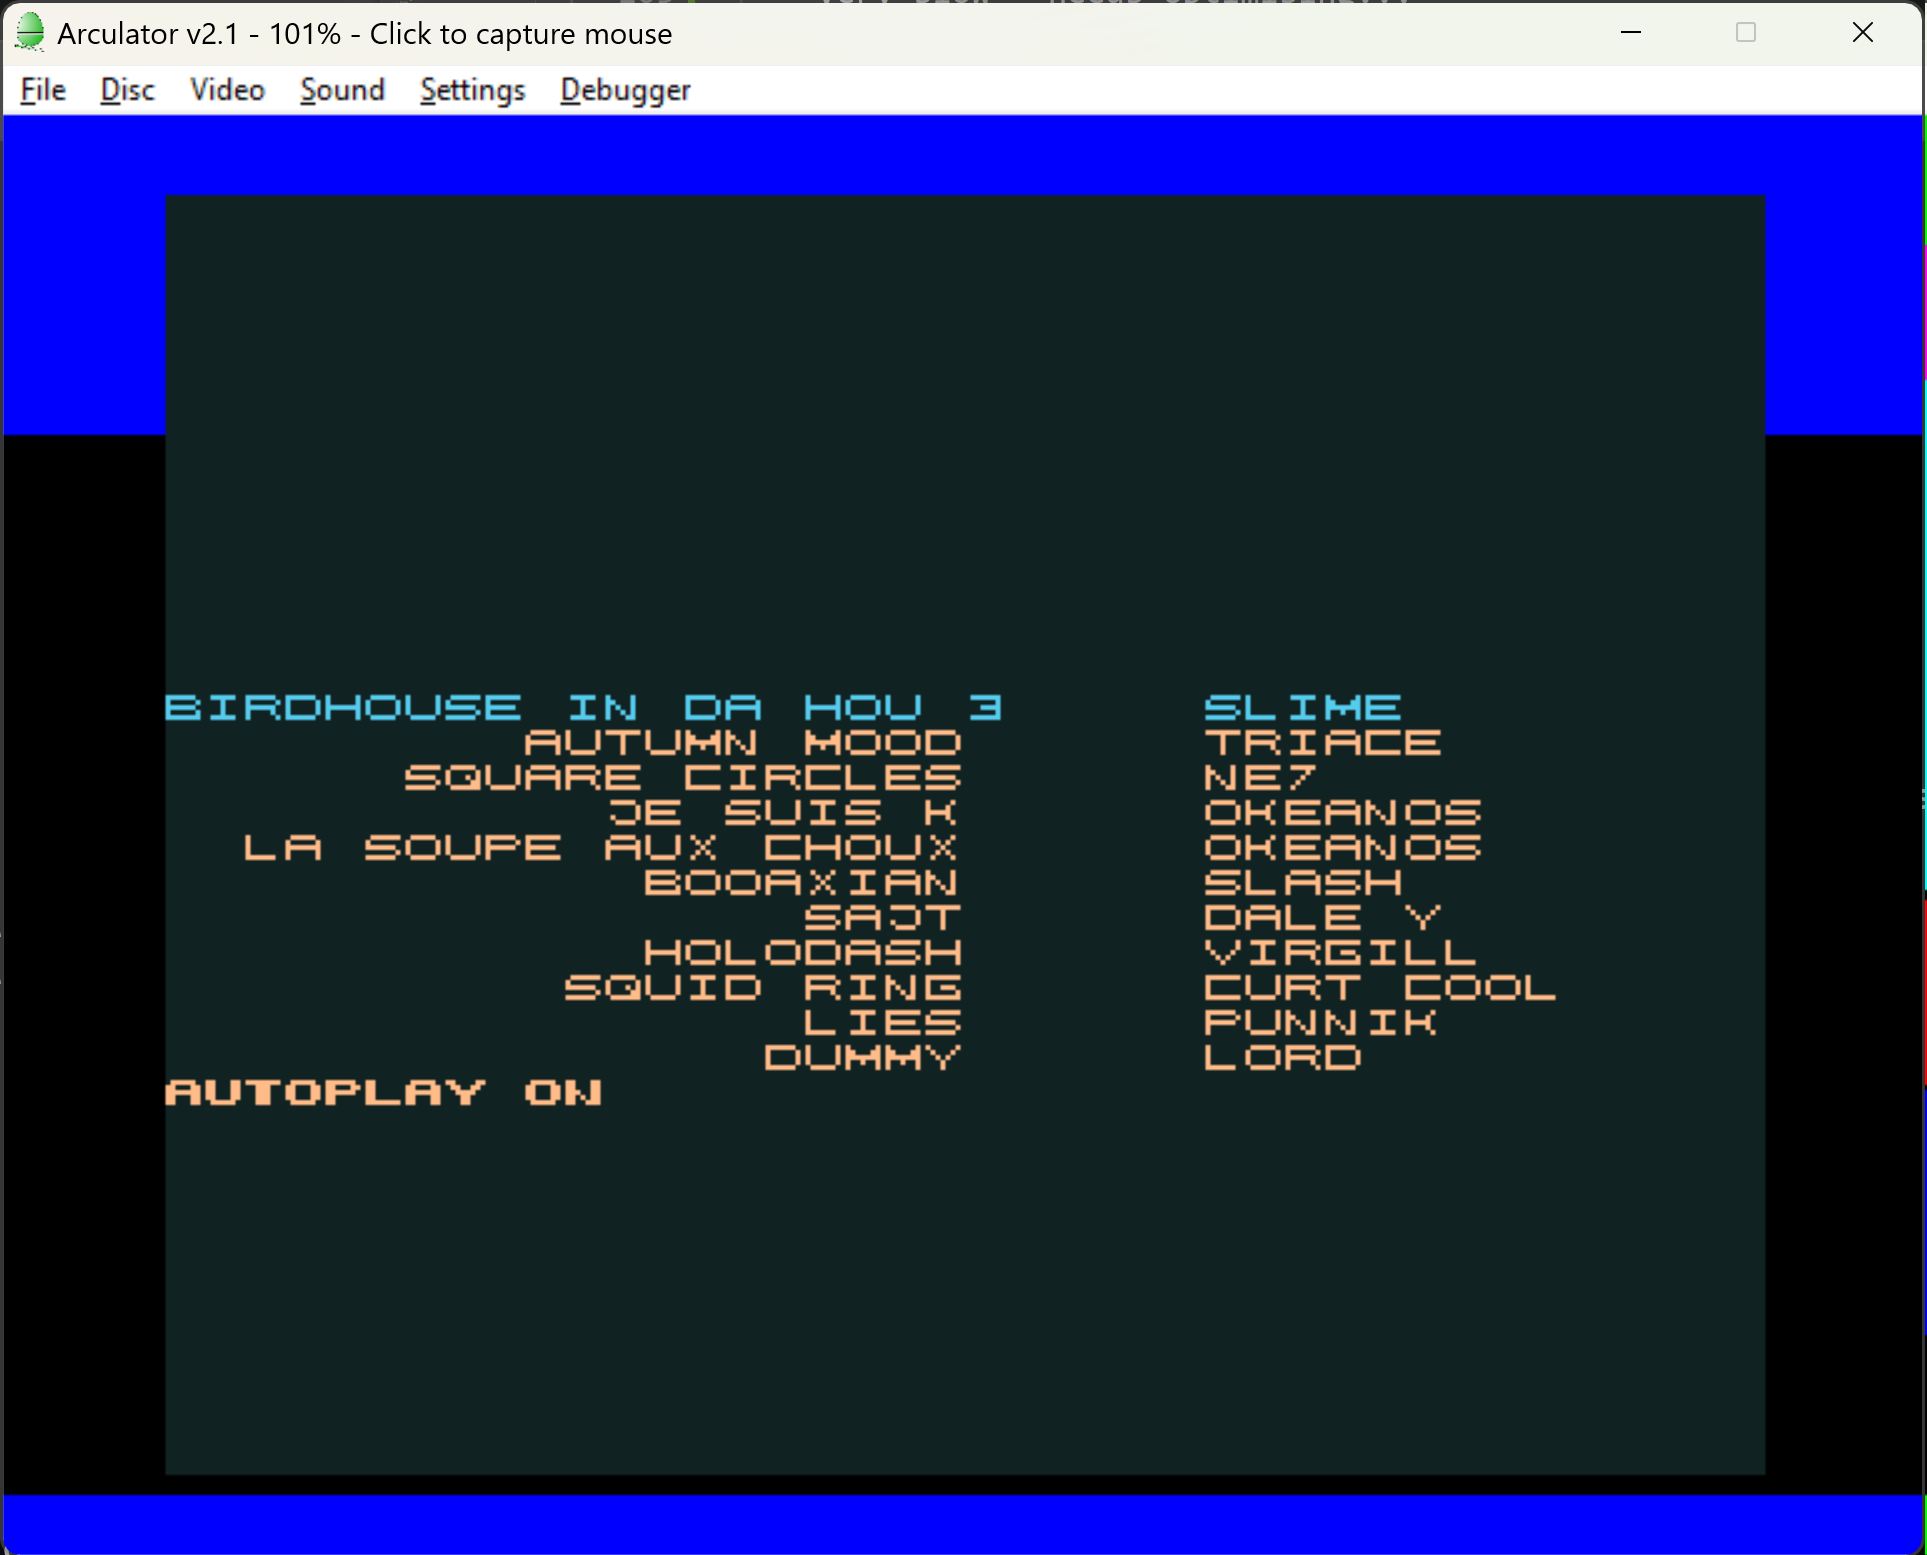 Arculator v2.1 - 101% - Click to capture mouse
File Disc Video Sound Settings Debugger
BIRDHOUSE IN DA HOU 3 SLIME
AUTUMN MOOD TRIACE
SQUARE CIRCLES NE7
JE SUIS K OKEANOS
LA SOUPE AUX CHOUX OKEANOS
BOOAXIAN SLASH
SAJT DALE Y
HOLODASH VIRGILL
SQUID RING CURT COOL
LIES PUNNIK
DUMMY LORD
AUTOPLAY ON